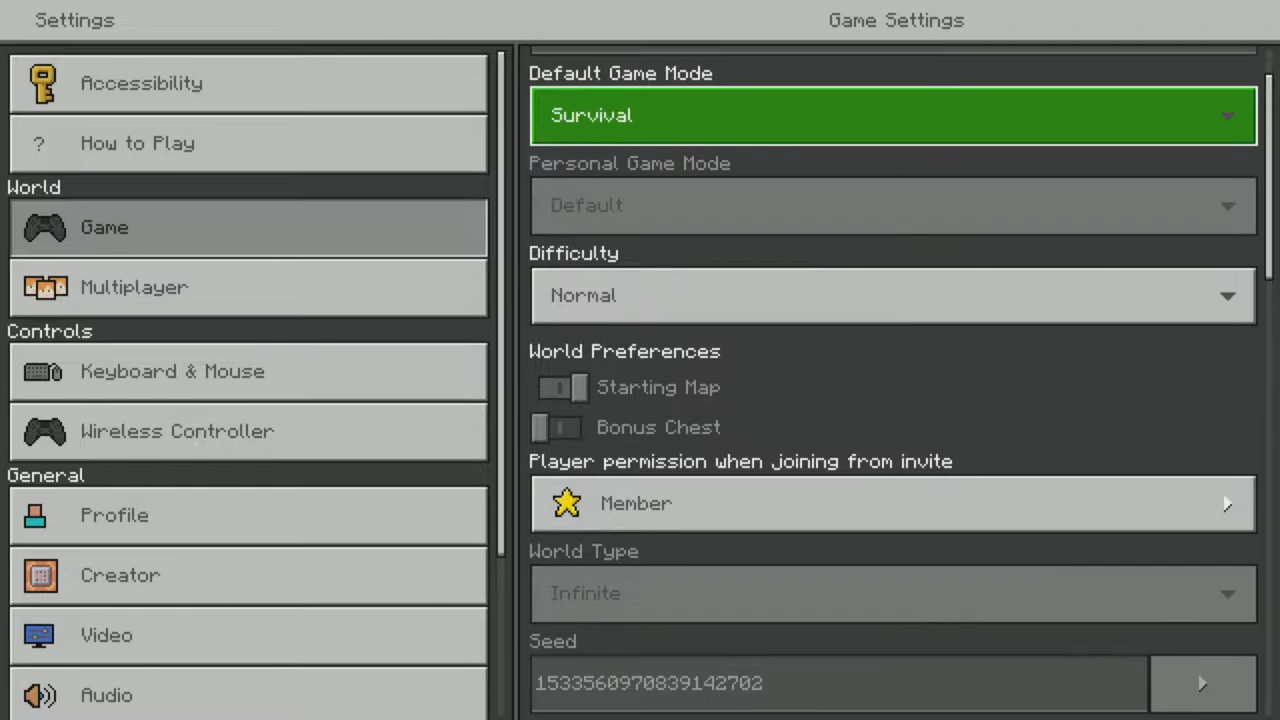 Settings
Game Settings
Accessibility
? How to Play
World
Game
Multiplayer
Controls
Keyboard & Mouse
Wireless Controller
General
Profile
Creator
Video
Audio
Default Game Mode
Survival
Personal Game Mode
Default
Difficulty
Normal
World Preferences
Starting Map
Bonus Chest
Player permission when joining from invite
Member
World Type
Infinite
Seed
1533560970839142702